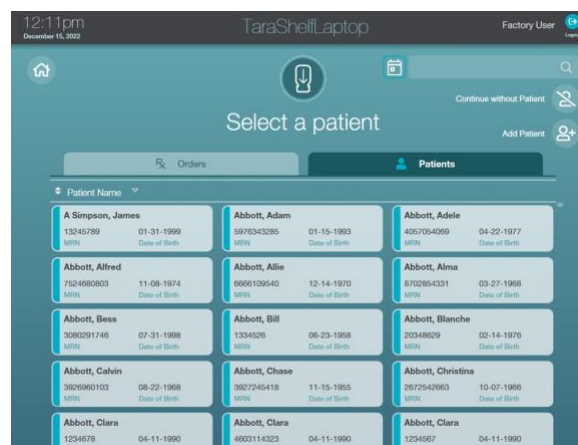 12:11pm
TaraShelfLaptop
Factory User
December 15, 2022
Logout
Continue without Patient
Select a patient
Add Patient
Rx Orders
Patients
Patient Name
A Simpson, James
13245789 01-31-1999
MRN Date of Birth
Abbott, Adam
5976343285 01-15-1993
MRN Date of Birth
Abbott, Adele
4057054069 04-22-1977
MRN Date of Birth
Abbott, Alfred
7524680803 11-08-1974
MRN Date of Birth
Abbott, Allie
6666109540 12-14-1970
MRN Date of Birth
Abbott, Alma
8702854331 03-27-1968
MRN Date of Birth
Abbott, Bess
3080291746 07-31-1998
MRN Date of Birth
Abbott, Bill
1334526 06-23-1958
MRN Date of Birth
Abbott, Blanche
20348629 02-14-1976
MRN Date of Birth
Abbott, Calvin
3926960103 08-22-1968
MRN Date of Birth
Abbott, Chase
3927245418 11-15-1955
MRN Date of Birth
Abbott, Christina
2672542663 10-07-1966
MRN Date of Birth
Abbott, Clara
1234678 04-11-1990
Abbott, Clara
4603114323 04-11-1990
Abbott, Clara
1234567 04-11-1990